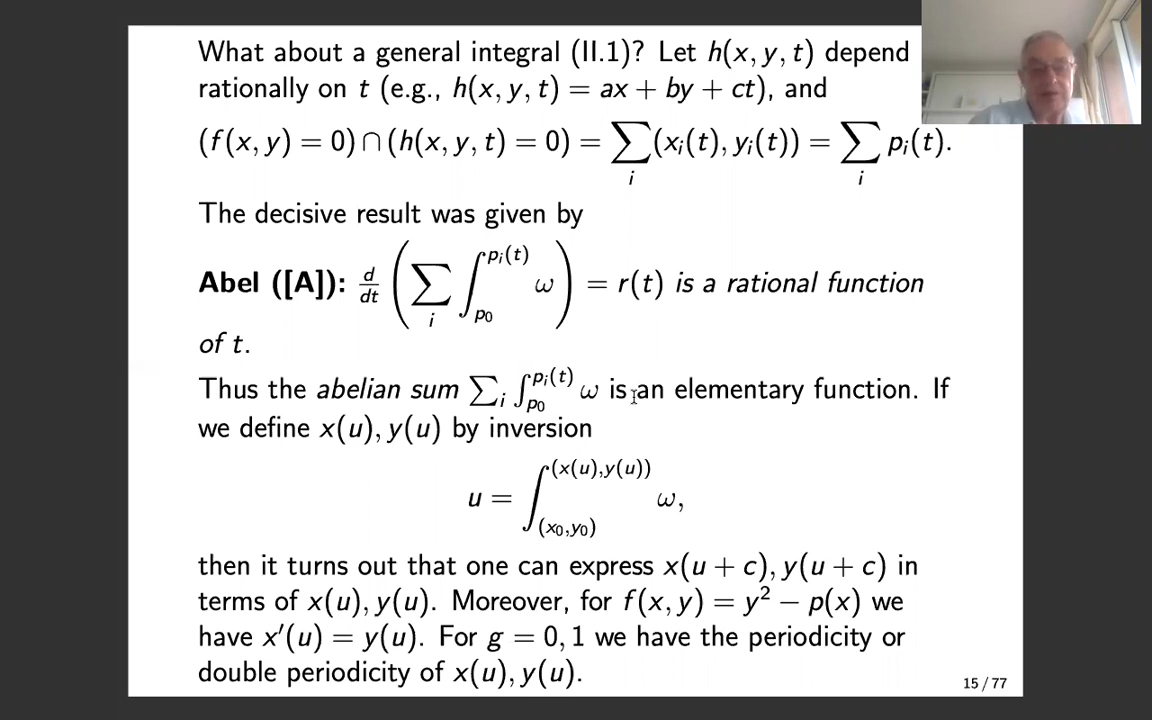 What about a general integral (II.1)? Let h(x, y, t) depend
rationally on t (e.g., h(x, y, t) = ax + by + ct), and
(f(x, y) = 0) ∩ (h(x, y, t) = 0) = ∑_i (x_i(t), y_i(t)) = ∑_i p_i(t).
The decisive result was given by
Abel ([A]): d/dt (∑_i ∫_{p_0}^{p_i(t)} ω) = r(t) is a rational function
of t.
Thus the abelian sum ∑_i ∫_{p_0}^{p_i(t)} ω is an elementary function. If
we define x(u), y(u) by inversion
u = ∫_{(x_0,y_0)}^{(x(u),y(u))} ω,
then it turns out that one can express x(u + c), y(u + c) in
terms of x(u), y(u). Moreover, for f(x, y) = y² − p(x) we
have x′(u) = y(u). For g = 0, 1 we have the periodicity or
double periodicity of x(u), y(u).
15 / 77